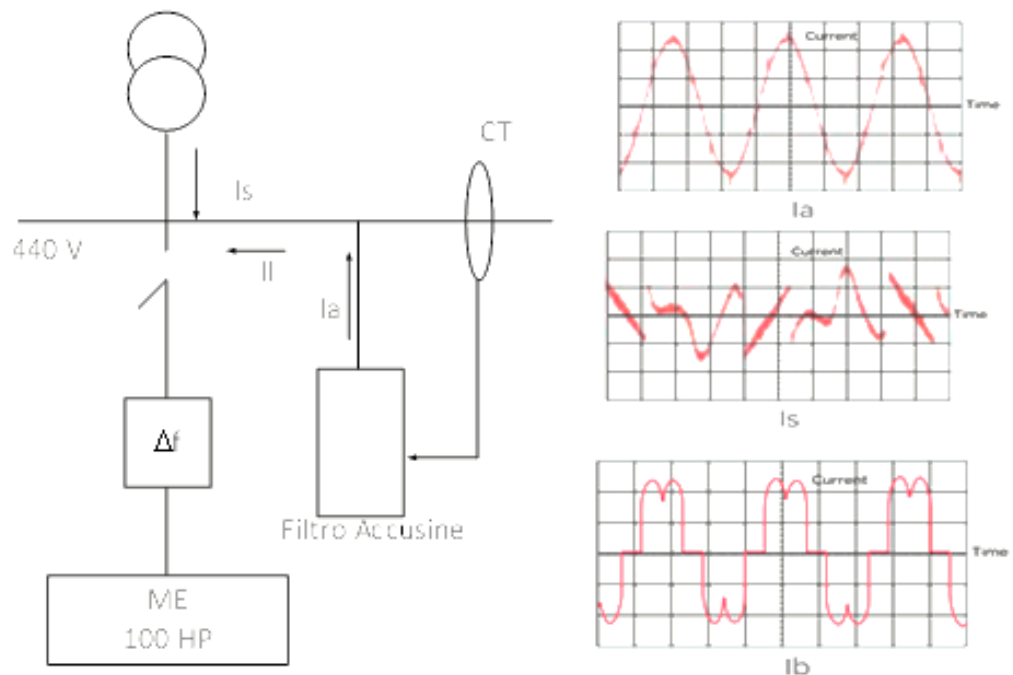 CT
Is
440 V
Il
Ia
Δf
Filtro Accusine
ME
100 HP
Current
Time
Ia
Current
Time
Is
Current
Time
Ib